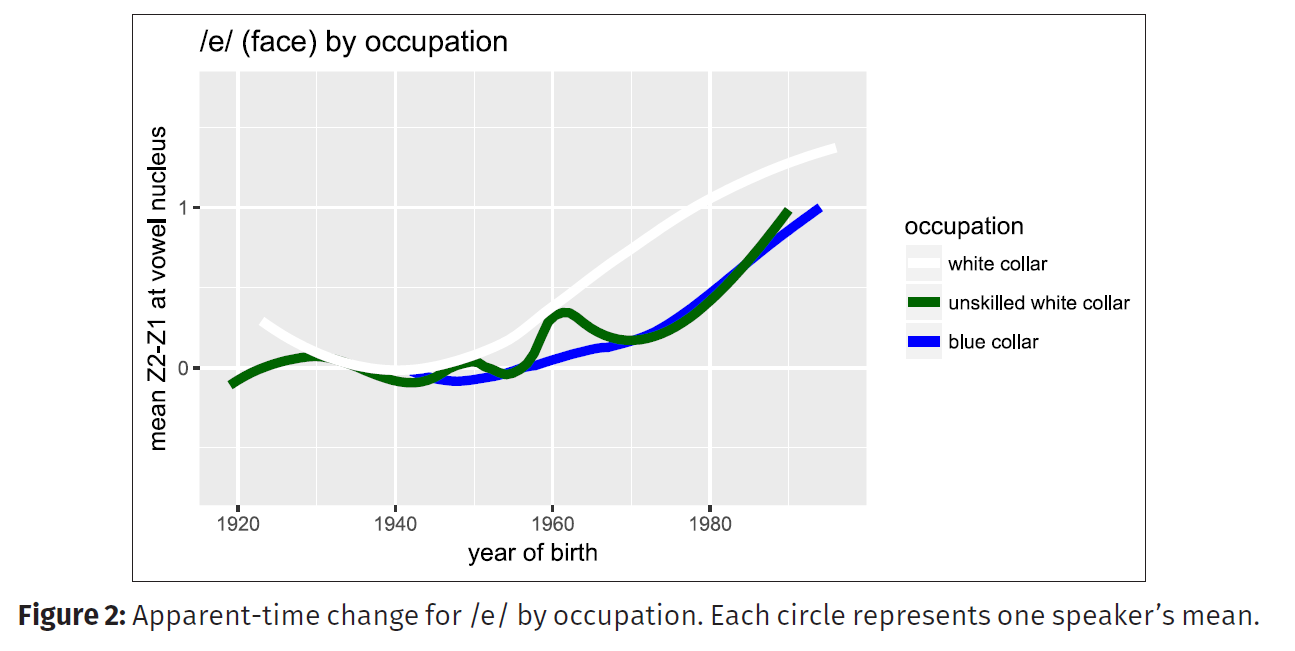 /e/ (face) by occupation
mean Z2-Z1 at vowel nucleus
1
0
1920 1940 1960 1980
year of birth
occupation
white collar
unskilled white collar
blue collar
Figure 2: Apparent-time change for /e/ by occupation. Each circle represents one speaker’s mean.